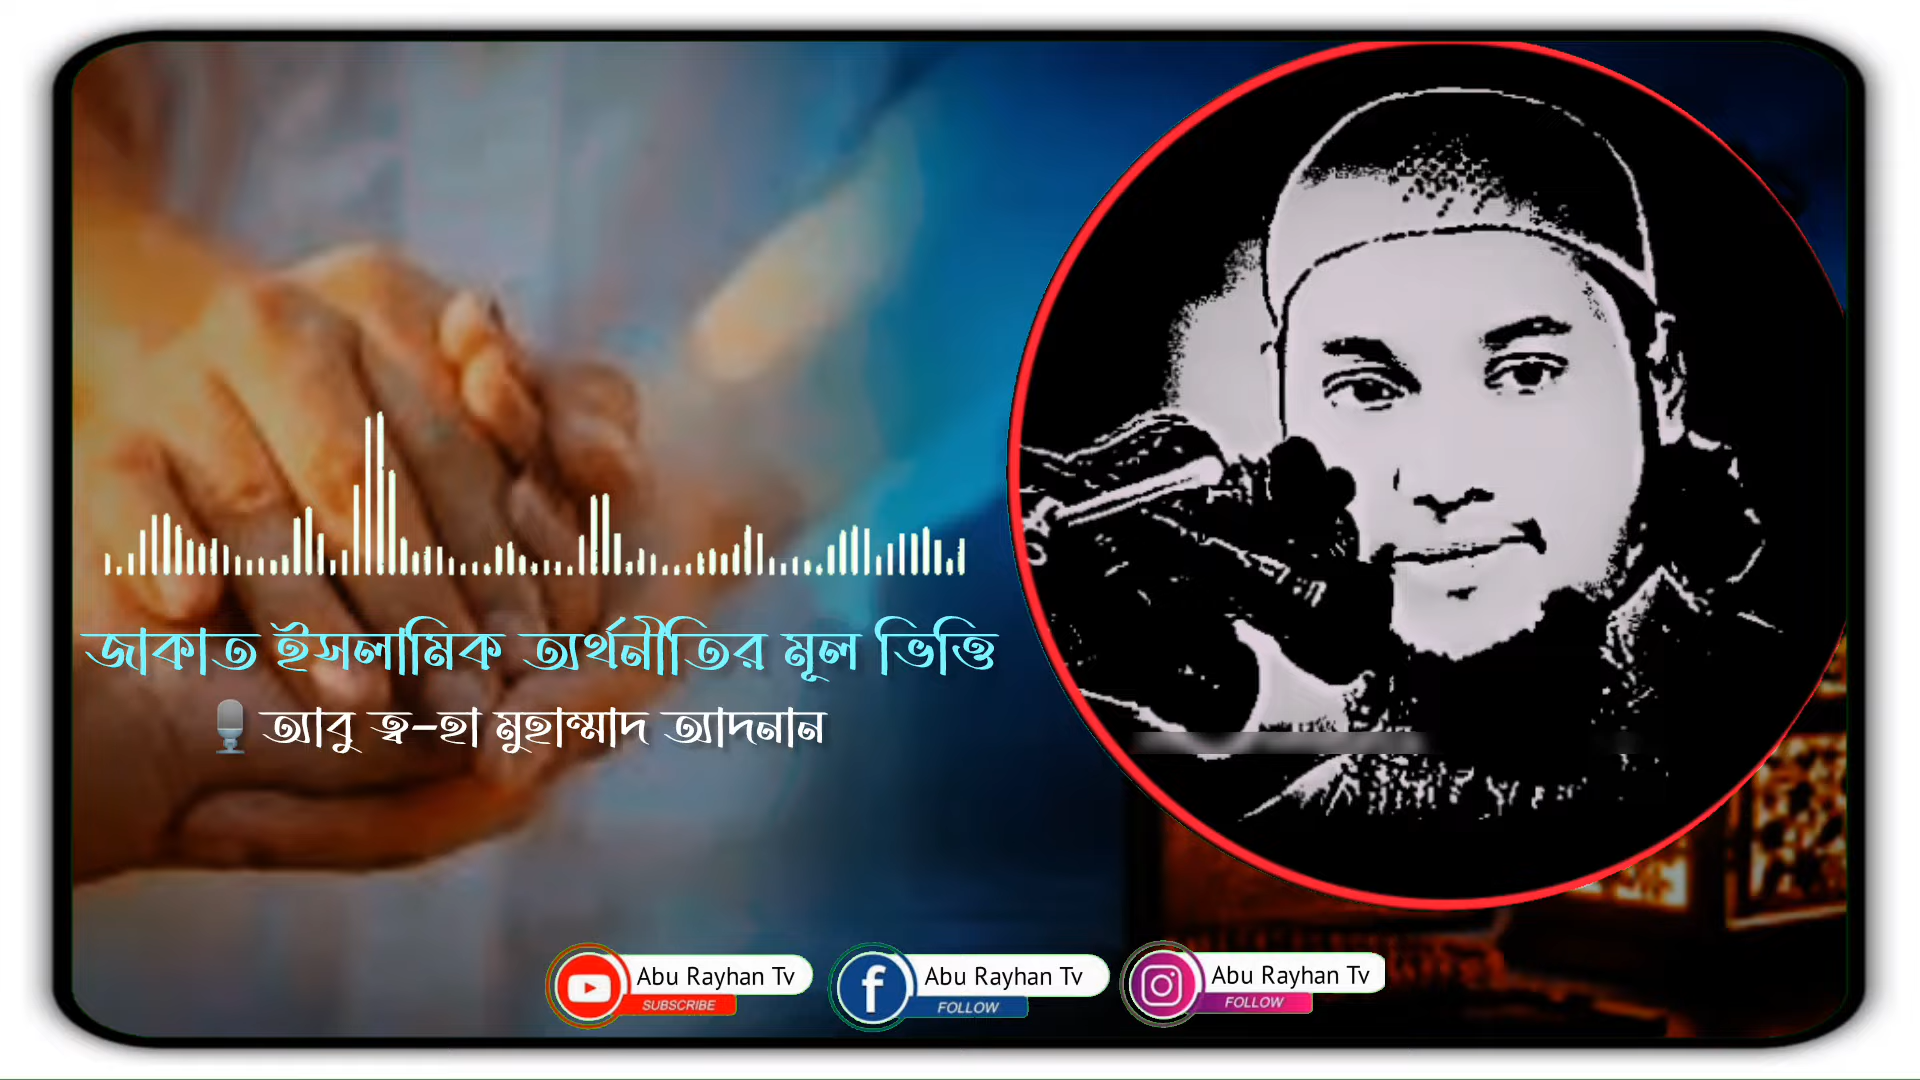 জাকাত ইসলামিক অর্থনীতির মূল ভিত্তি
আবু ত্ব-হা মুহাম্মাদ আদনান
Abu Rayhan Tv
SUBSCRIBE
Abu Rayhan Tv
FOLLOW
Abu Rayhan Tv
FOLLOW